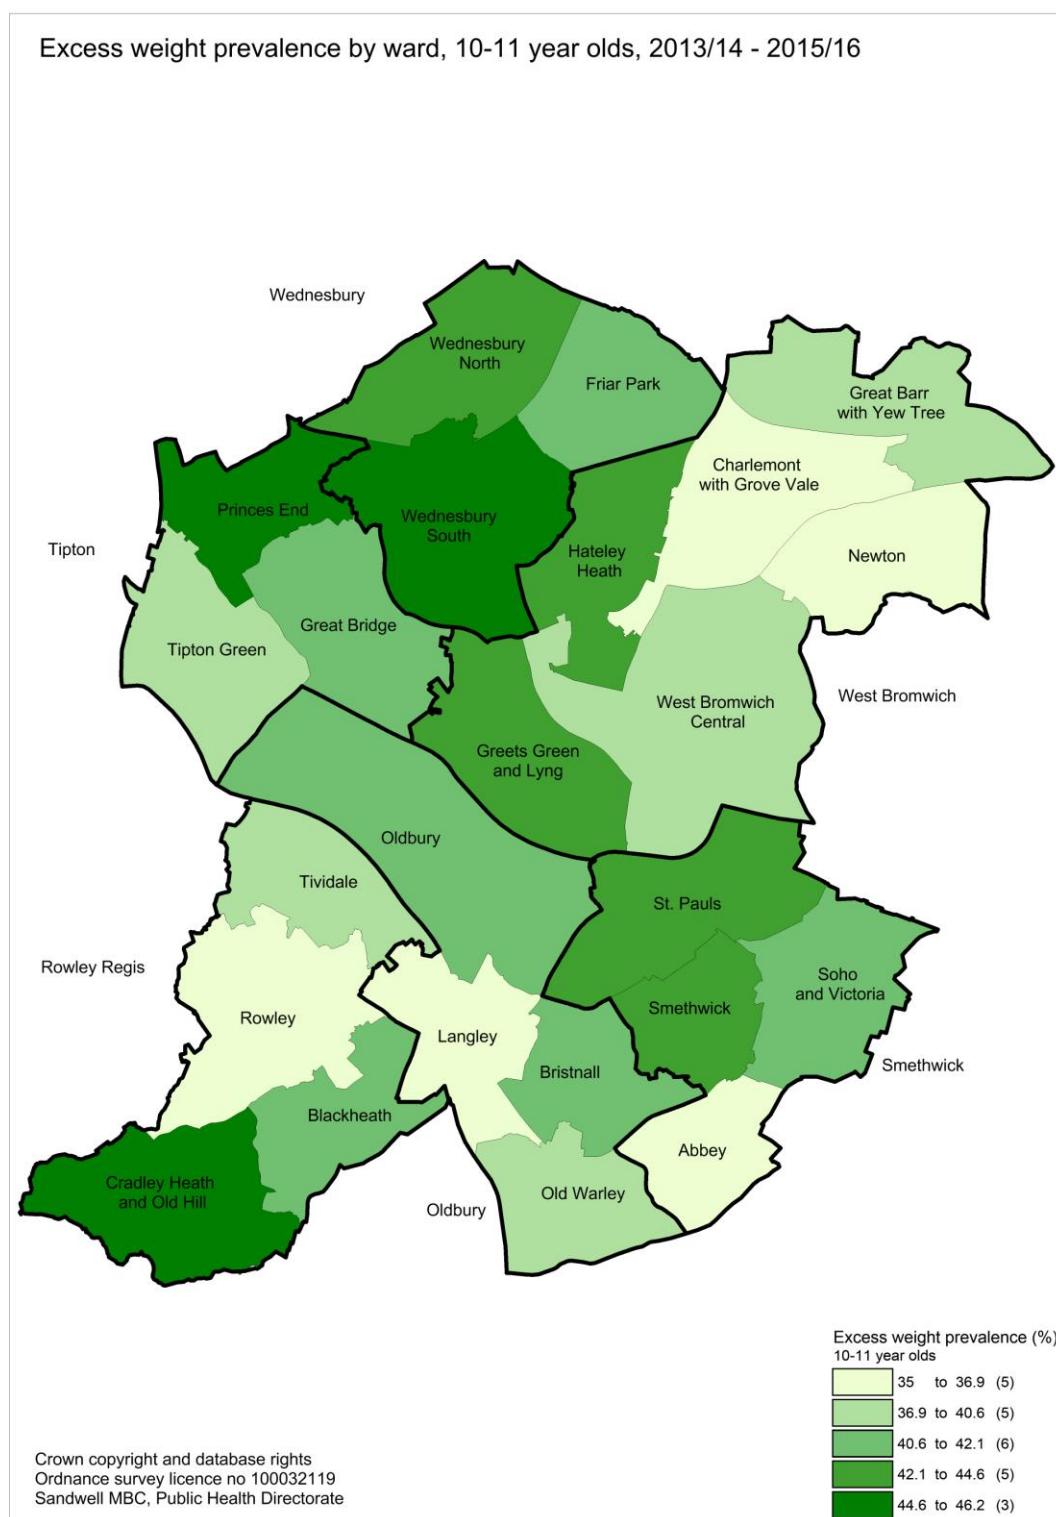 Excess weight prevalence by ward, 10-11 year olds, 2013/14 - 2015/16
Wednesbury
Wednesbury
North
Friar Park
Great Barr
with Yew Tree
Charlemont
with Grove Vale
Princes End
Wednesbury
South
Tipton
Hateley
Heath
Newton
Great Bridge
Tipton Green
West Bromwich
West Bromwich
Central
Greets Green
and Lyng
Oldbury
Tividale
St. Pauls
Rowley Regis
Soho
and Victoria
Rowley
Smethwick
Langley
Bristnall
Smethwick
Blackheath
Abbey
Cradley Heath
and Old Hill
Old Warley
Oldbury
Excess weight prevalence (%)
10-11 year olds
35 to 36.9 (5)
36.9 to 40.6 (5)
40.6 to 42.1 (6)
42.1 to 44.6 (5)
44.6 to 46.2 (3)
Crown copyright and database rights
Ordnance survey licence no 100032119
Sandwell MBC, Public Health Directorate